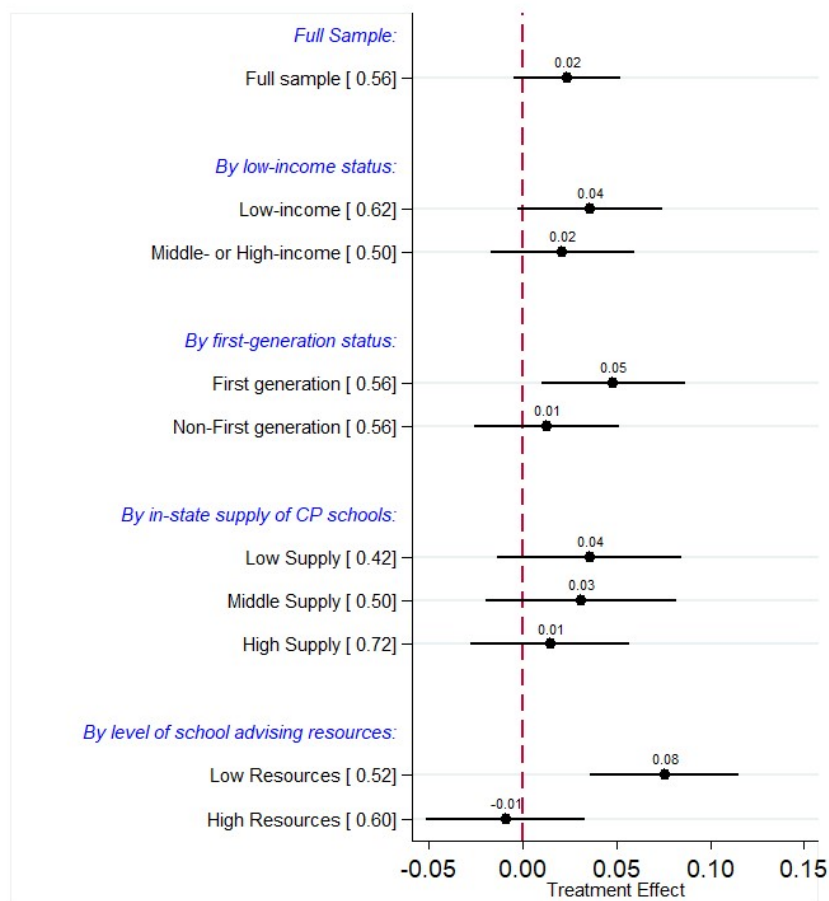 Full Sample:
0.02
Full sample [ 0.56]
By low-income status:
0.04
Low-income [ 0.62]
0.02
Middle- or High-income [ 0.50]
By first-generation status:
0.05
First generation [ 0.56]
0.01
Non-First generation [ 0.56]
By in-state supply of CP schools:
0.04
Low Supply [ 0.42]
0.03
Middle Supply [ 0.50]
0.01
High Supply [ 0.72]
By level of school advising resources:
0.08
Low Resources [ 0.52]
-0.01
High Resources [ 0.60]
-0.05 0.00 0.05 0.10 0.15
Treatment Effect